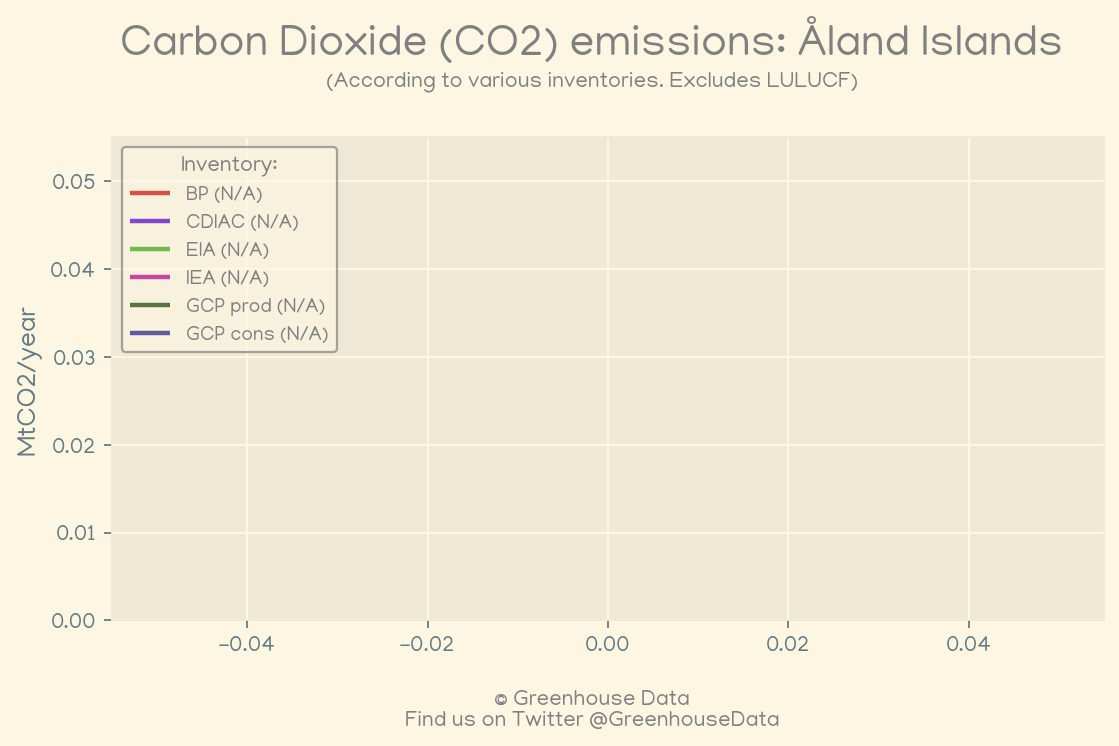 Carbon Dioxide (CO2) emissions: Åland Islands
(According to various inventories. Excludes LULUCF)
Inventory:
BP (N/A)
CDIAC (N/A)
EIA (N/A)
IEA (N/A)
GCP prod (N/A)
GCP cons (N/A)
MtCO2/year
0.05
0.04
0.03
0.02
0.01
0.00
−0.04
−0.02
0.00
0.02
0.04
© Greenhouse Data
Find us on Twitter @GreenhouseData